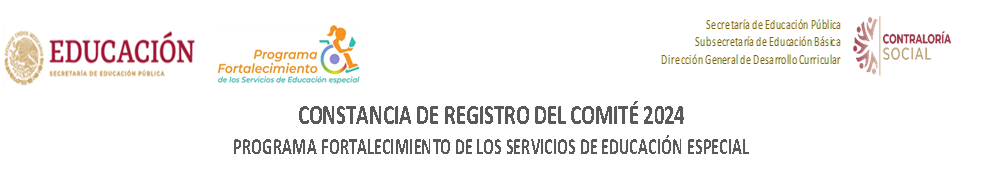 EDUCACIÓN
SECRETARÍA DE EDUCACIÓN PÚBLICA
Programa
Fortalecimiento
de los Servicios de Educación especial
Secretaría de Educación Pública
Subsecretaría de Educación Básica
Dirección General de Desarrollo Curricular
CONTRALORÍA
SOCIAL
CONSTANCIA DE REGISTRO DEL COMITÉ 2024
PROGRAMA FORTALECIMIENTO DE LOS SERVICIOS DE EDUCACIÓN ESPECIAL